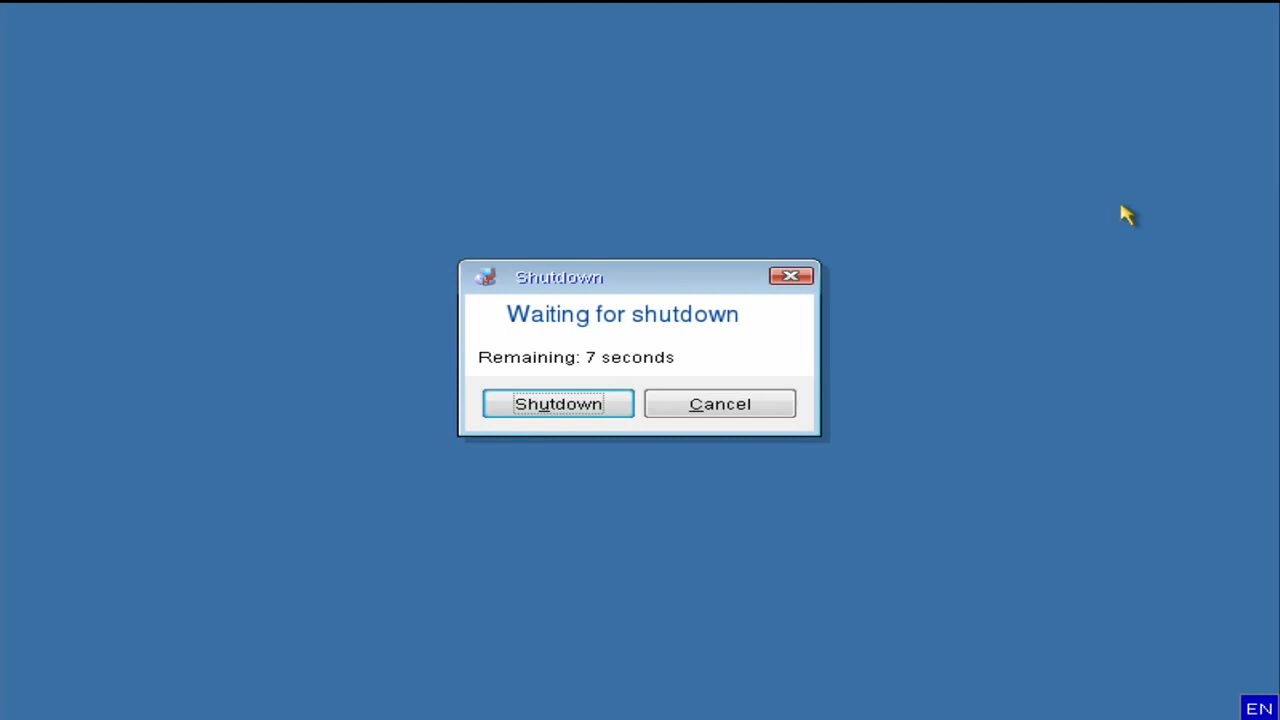 Shutdown
Waiting for shutdown
Remaining: 7 seconds
Shutdown Cancel
EN